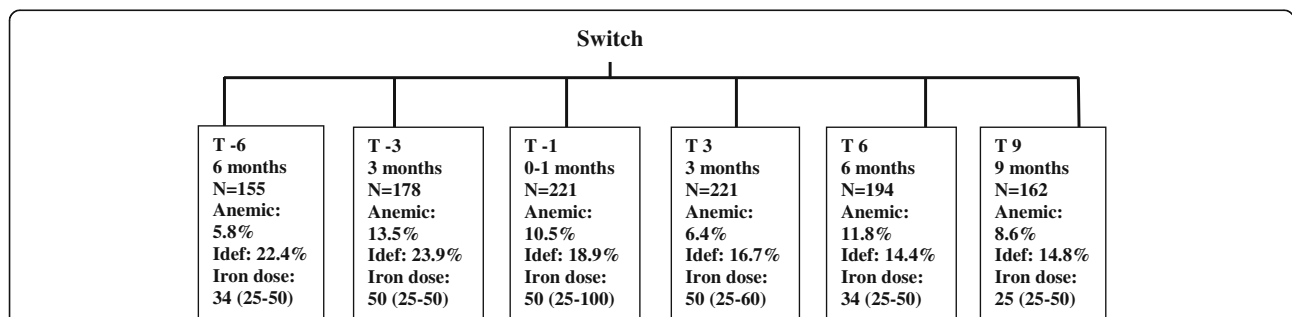 Switch
T -6
6 months
N=155
Anemic:
5.8%
Idef: 22.4%
Iron dose:
34 (25-50)
T -3
3 months
N=178
Anemic:
13.5%
Idef: 23.9%
Iron dose:
50 (25-50)
T -1
0-1 months
N=221
Anemic:
10.5%
Idef: 18.9%
Iron dose:
50 (25-100)
T 3
3 months
N=221
Anemic:
6.4%
Idef: 16.7%
Iron dose:
50 (25-60)
T 6
6 months
N=194
Anemic:
11.8%
Idef: 14.4%
Iron dose:
34 (25-50)
T 9
9 months
N=162
Anemic:
8.6%
Idef: 14.8%
Iron dose:
25 (25-50)